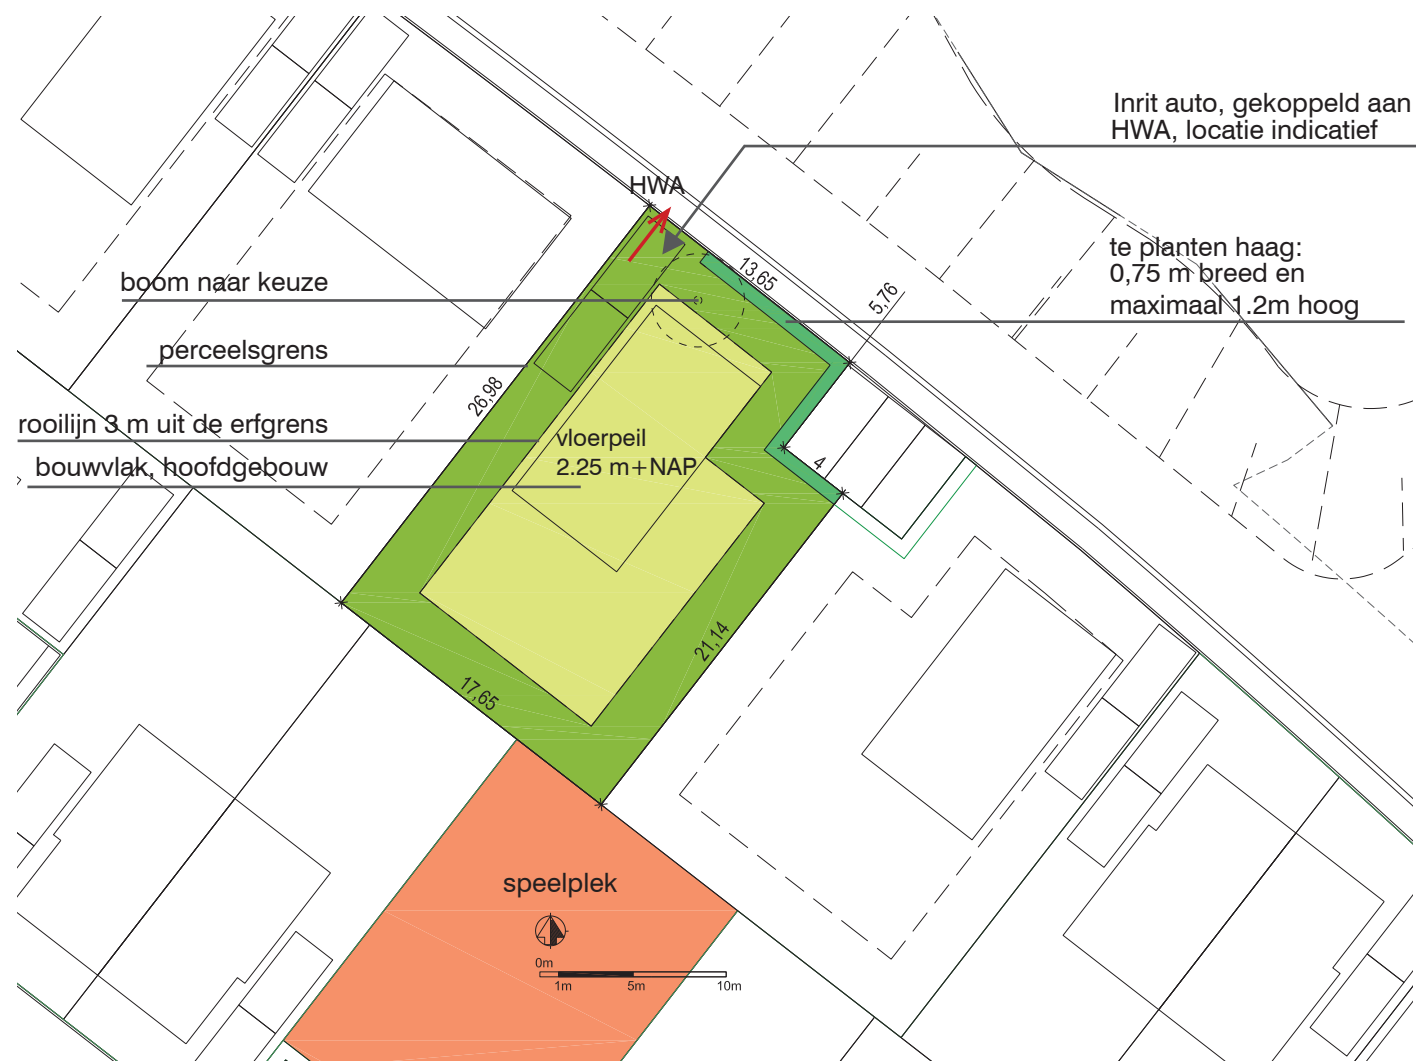 Inrit auto, gekoppeld aan
HWA, locatie indicatief
HWA
te planten haag:
0,75 m breed en
maximaal 1.2m hoog
13,65
5,76
boom naar keuze
perceelsgrens
26,98
rooilijn 3 m uit de erfgrens
bouwvlak, hoofdgebouw
vloerpeil
2.25 m+NAP
4
21,14
17,65
speelplek
0m
1m 5m 10m